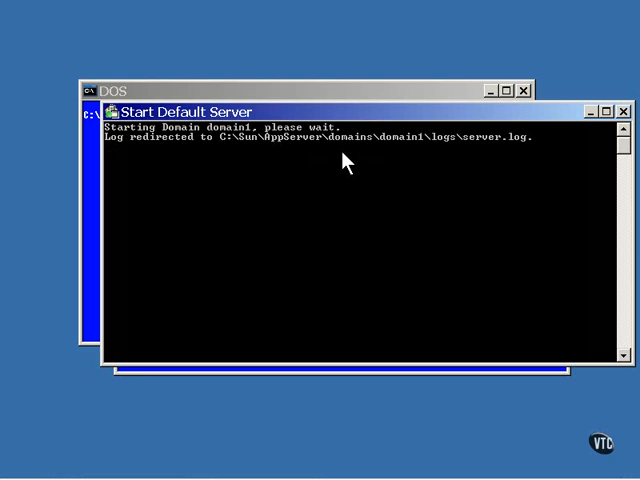 DOS
C:\
Start Default Server
Starting Domain domain1, please wait.
Log redirected to C:\Sun\AppServer\domains\domain1\logs\server.log.
VTC